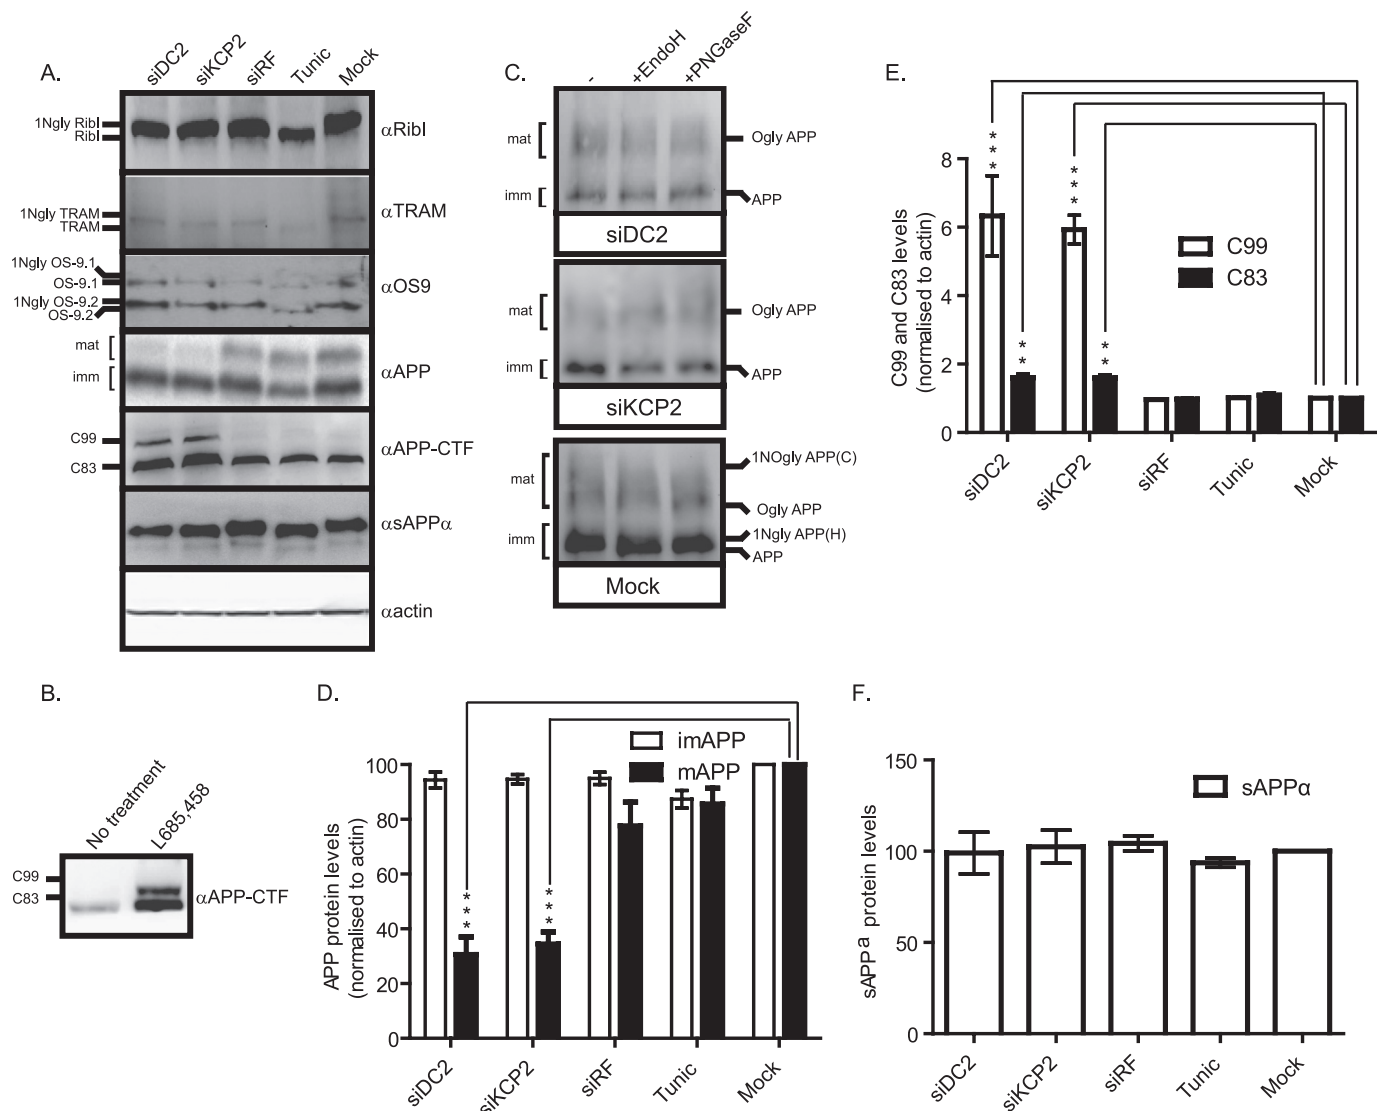 A.
siDC2
siKCP2
siRF
Tunic
Mock
1Ngly RibI
RibI
αRibI
1Ngly TRAM
TRAM
αTRAM
1Ngly OS-9.1
OS-9.1
1Ngly OS-9.2
OS-9.2
αOS9
mat
imm
αAPP
C99
C83
αAPP-CTF
αsAPPα
αactin
B.
No treatment
L685,458
C99
C83
αAPP-CTF
C.
-
+EndoH
+PNGaseF
mat
imm
Ogly APP
APP
siDC2
mat
imm
Ogly APP
APP
siKCP2
mat
imm
1NOgly APP(C)
Ogly APP
1Ngly APP(H)
APP
Mock
D.
imAPP
mAPP
APP protein levels
(normalised to actin)
100
80
60
40
20
0
***
***
siDC2
siKCP2
siRF
Tunic
Mock
E.
C99
C83
C99 and C83 levels
(normalised to actin)
8
6
4
2
0
***
**
***
**
siDC2
siKCP2
siRF
Tunic
Mock
F.
sAPPα
sAPPa protein levels
150
100
50
0
siDC2
siKCP2
siRF
Tunic
Mock